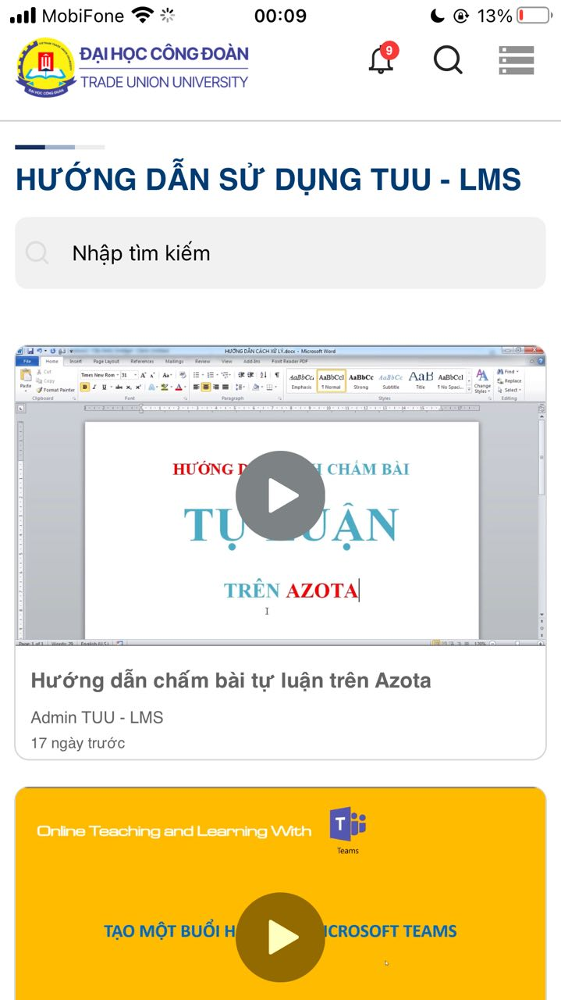 MobiFone
00:09
13%
ĐẠI HỌC CÔNG ĐOÀN
TRADE UNION UNIVERSITY
9
HƯỚNG DẪN SỬ DỤNG TUU - LMS
Nhập tìm kiếm
HƯỚNG DẪN CÁCH XỬ LÝ.docx - Microsoft Word
File Home Insert Page Layout References Mailings Review View Add-Ins Foxit Reader PDF
Cut
Copy
Format Painter
Paste
Clipboard
Times New Rom 31
Font
Paragraph
AaBbCc AaBbCcI AaBbCc AaBbCc AaB AaBbCcI
Emphasis ¶ Normal Strong Subtitle Title ¶ No Spaci...
Styles
Change Styles
Find
Replace
Select
Editing
HƯỚNG CHẤM BÀI
TỰ LUẬN
TRÊN AZOTA
Page: 1 of 1 Words: 29 English (U.S.) 120%
Hướng dẫn chấm bài tự luận trên Azota
Admin TUU - LMS
17 ngày trước
Online Teaching and Learning With
T
Teams
TẠO MỘT BUỔI H ICROSOFT TEAMS